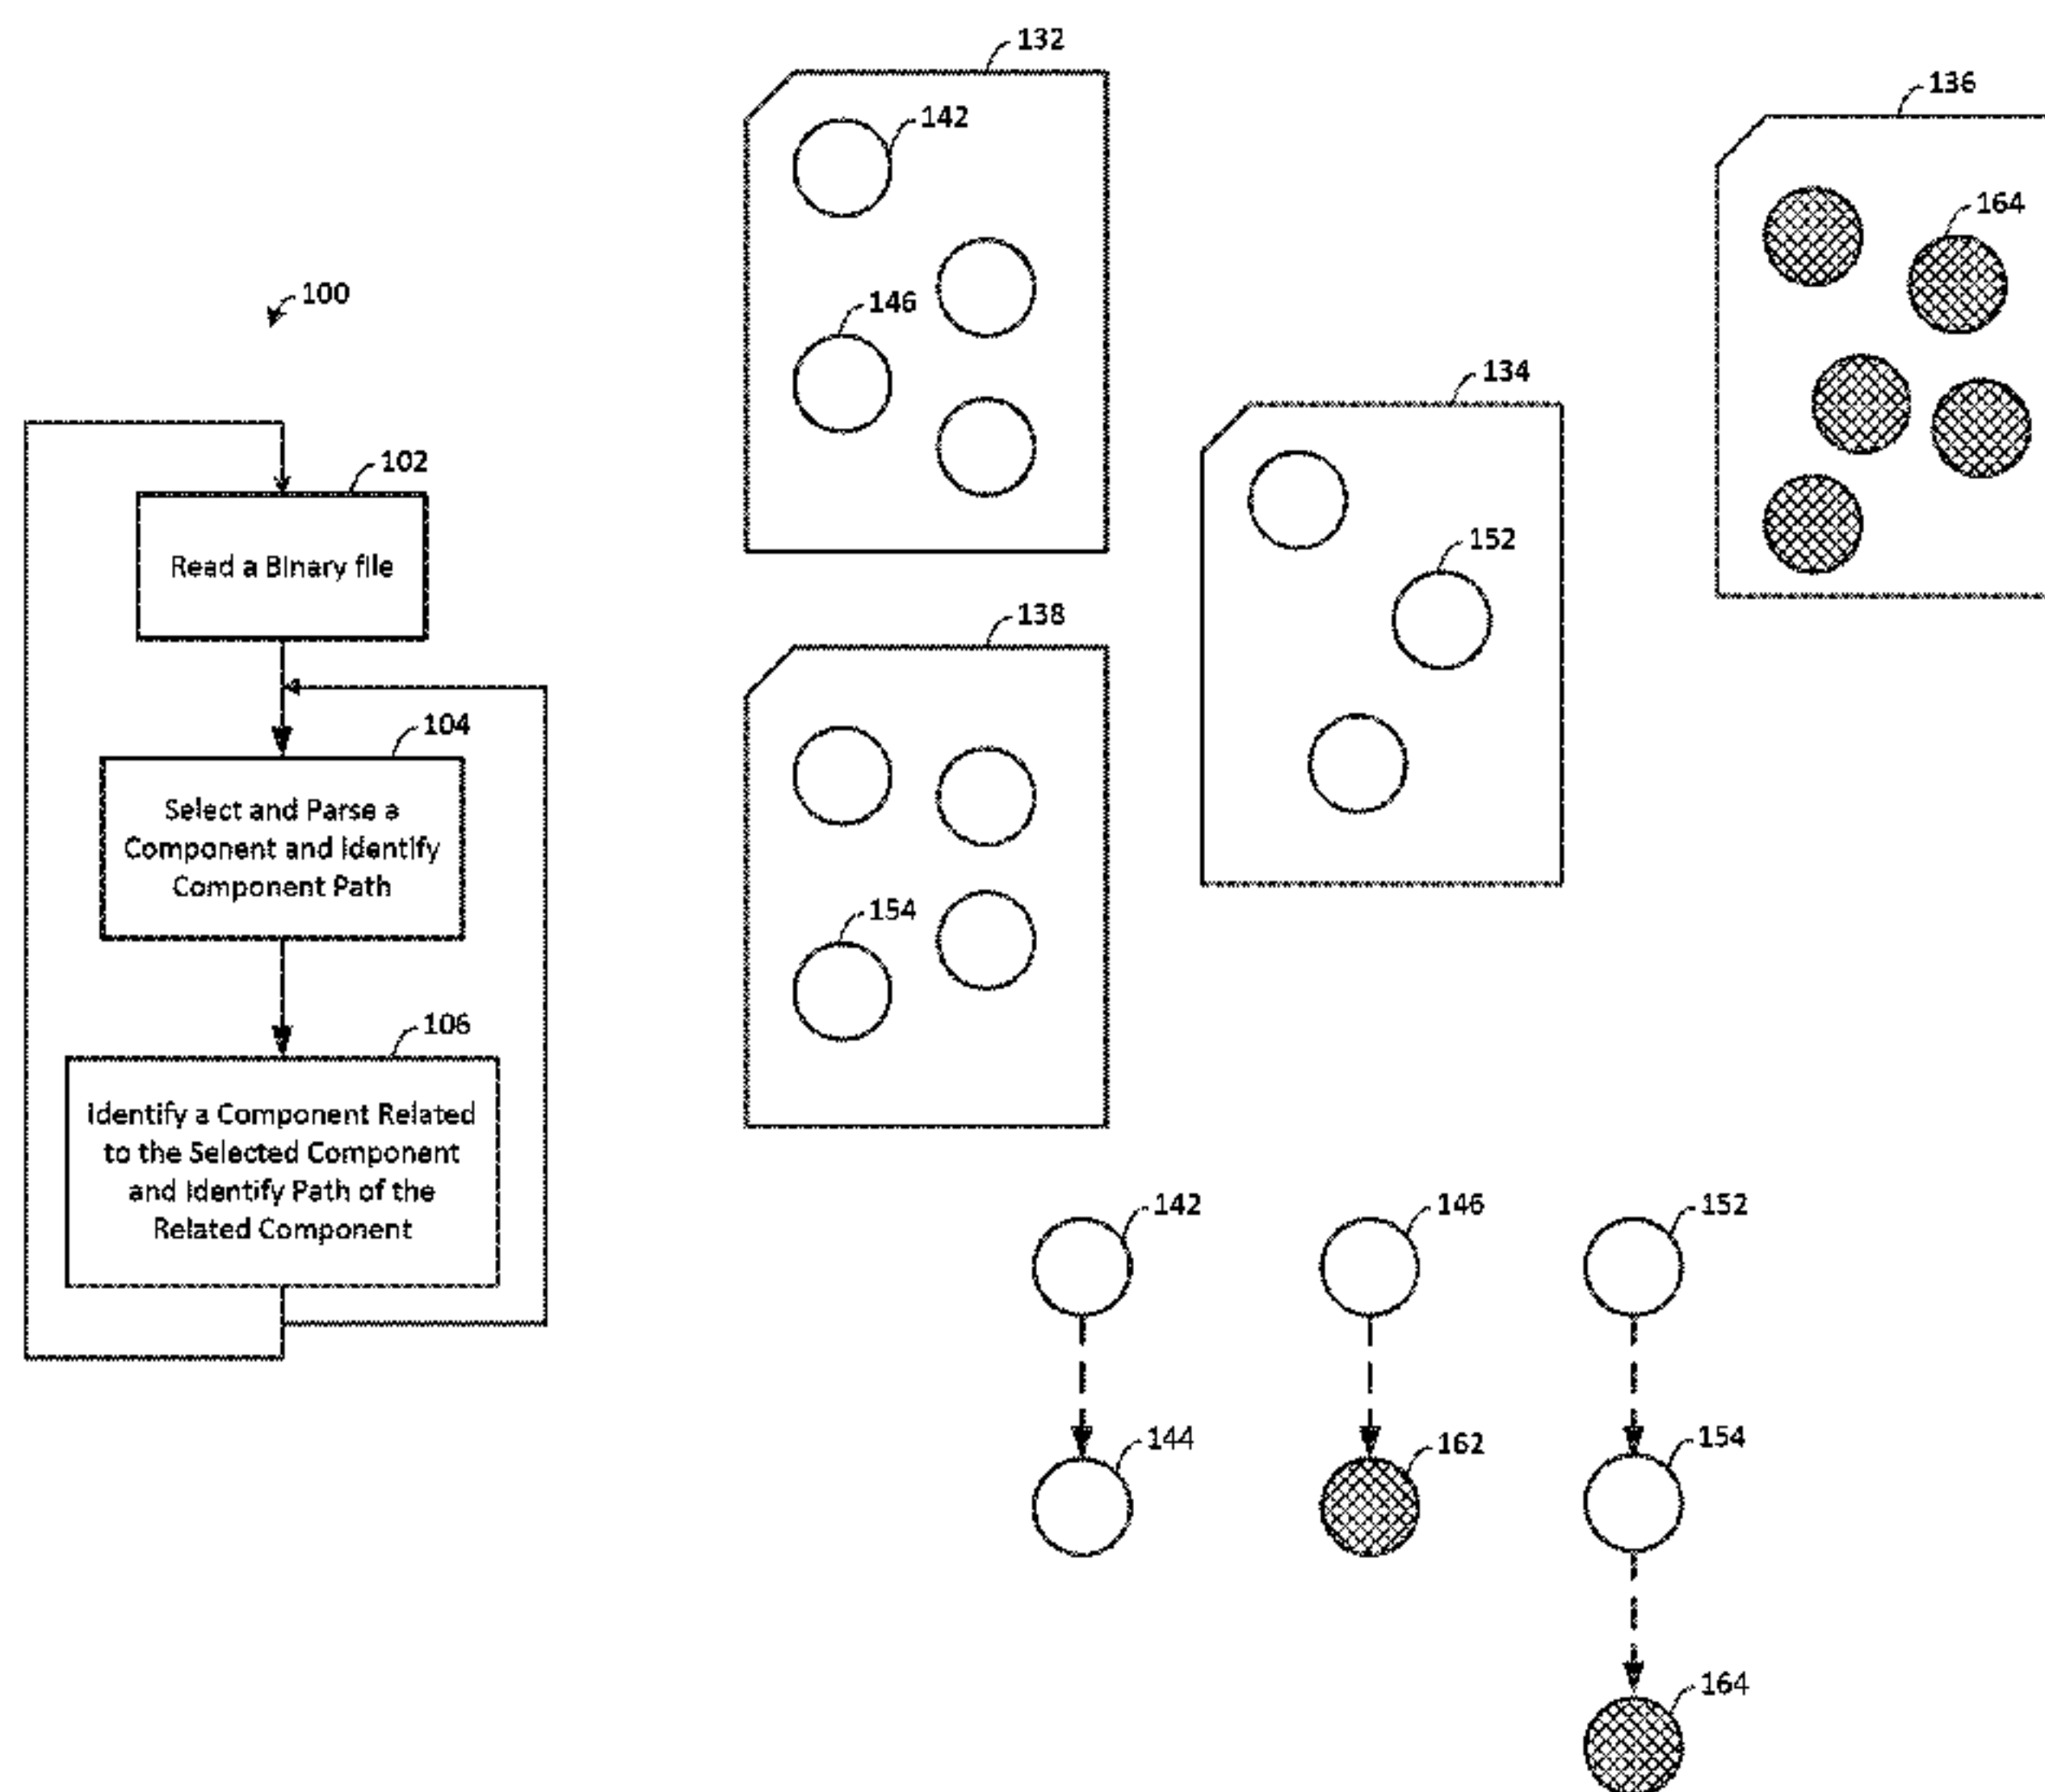 100
102
Read a Binary file
104
Select and Parse a
Component and Identify
Component Path
106
Identify a Component Related
to the Selected Component
and Identify Path of the
Related Component
132
142
146
138
154
134
152
136
164
142
146
152
144
162
154
164